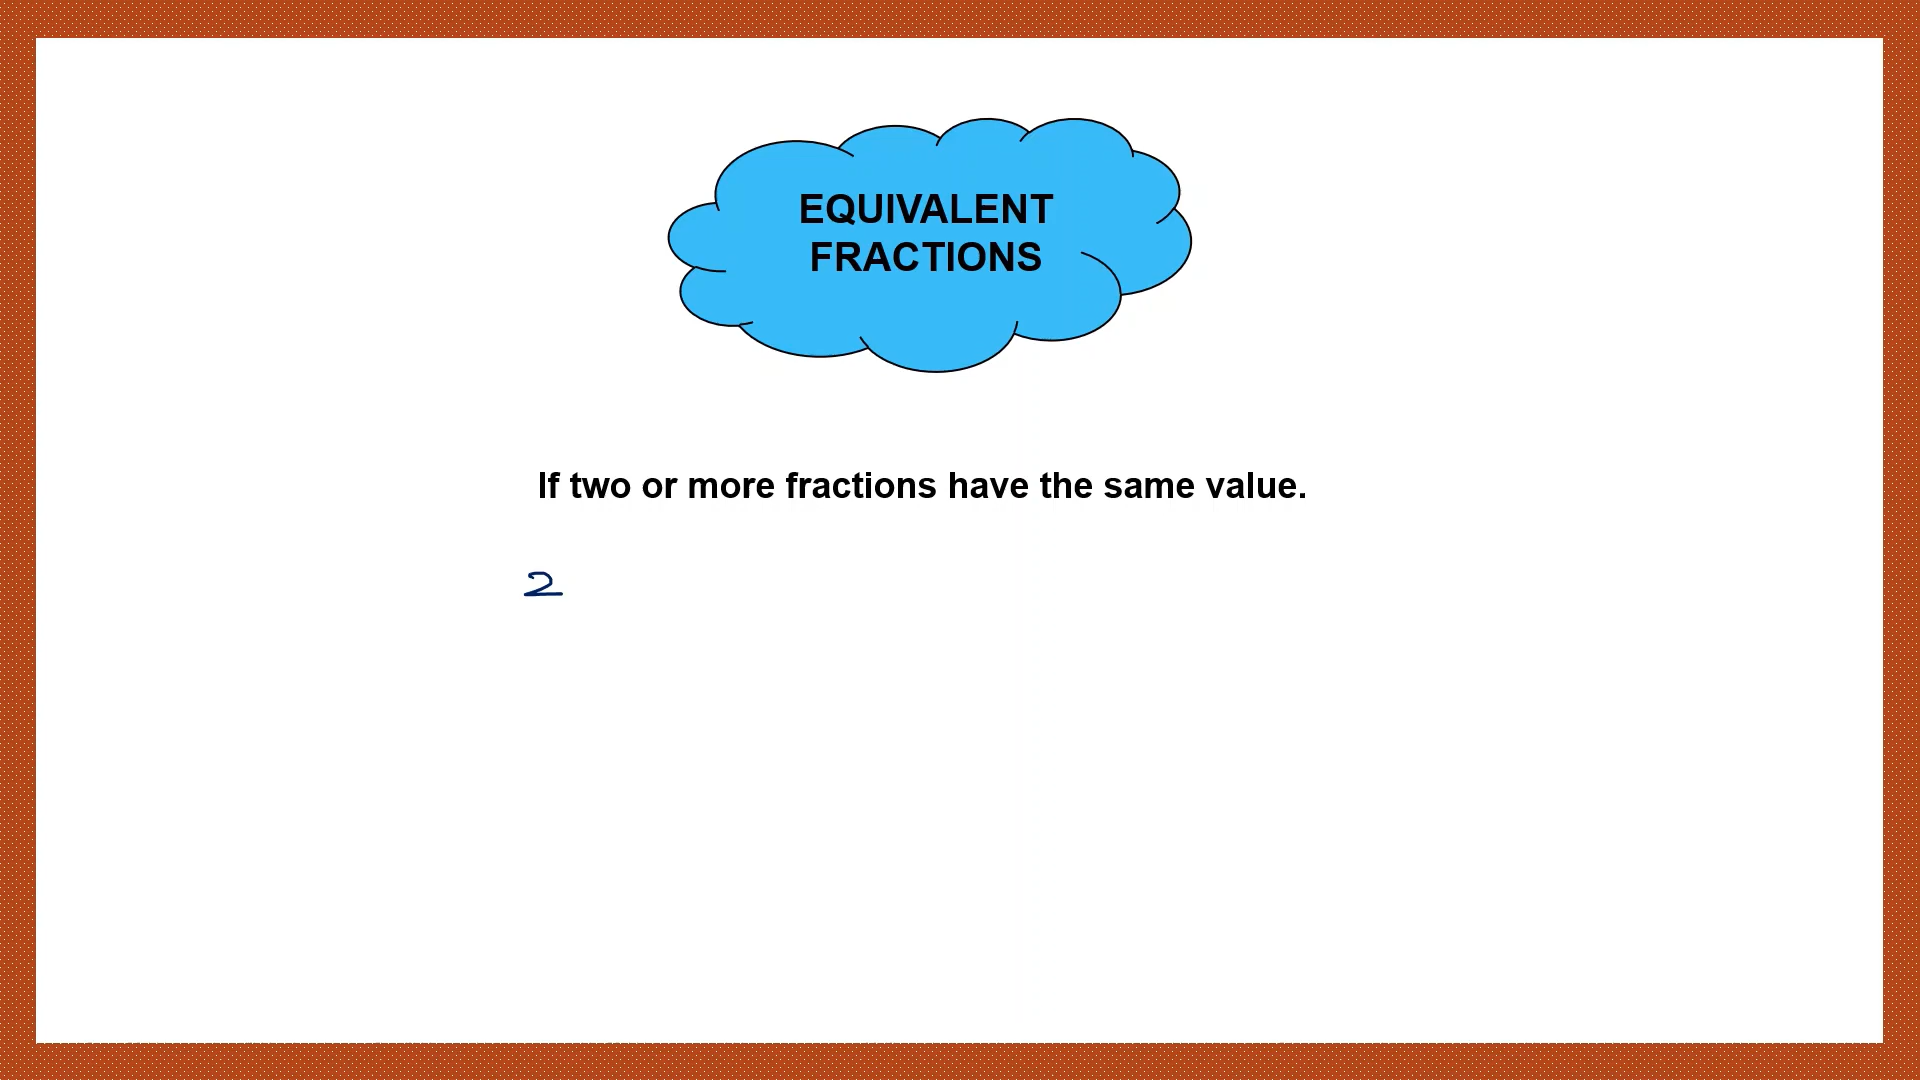 EQUIVALENT
FRACTIONS
If two or more fractions have the same value.
2